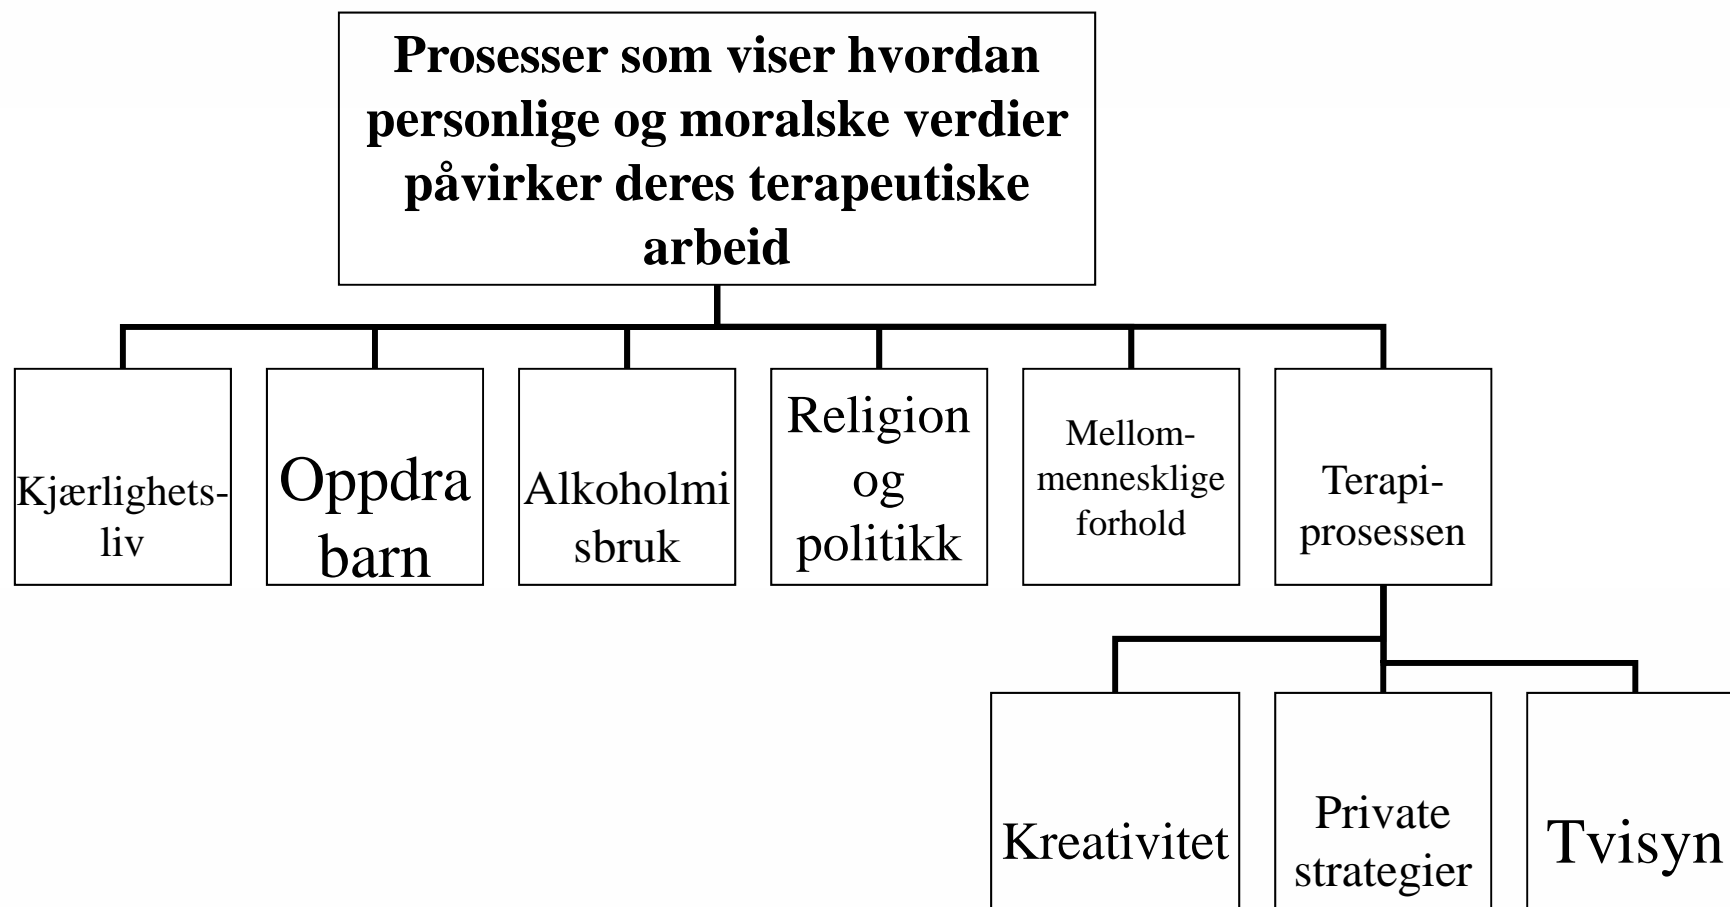 Prosesser som viser hvordan
personlige og moralske verdier
påvirker deres terapeutiske
arbeid
Kjærlighets-
liv
Oppdra
barn
Alkoholmi
sbruk
Religion
og
politikk
Mellom-
mennesklige
forhold
Terapi-
prosessen
Kreativitet
Private
strategier
Tvisyn